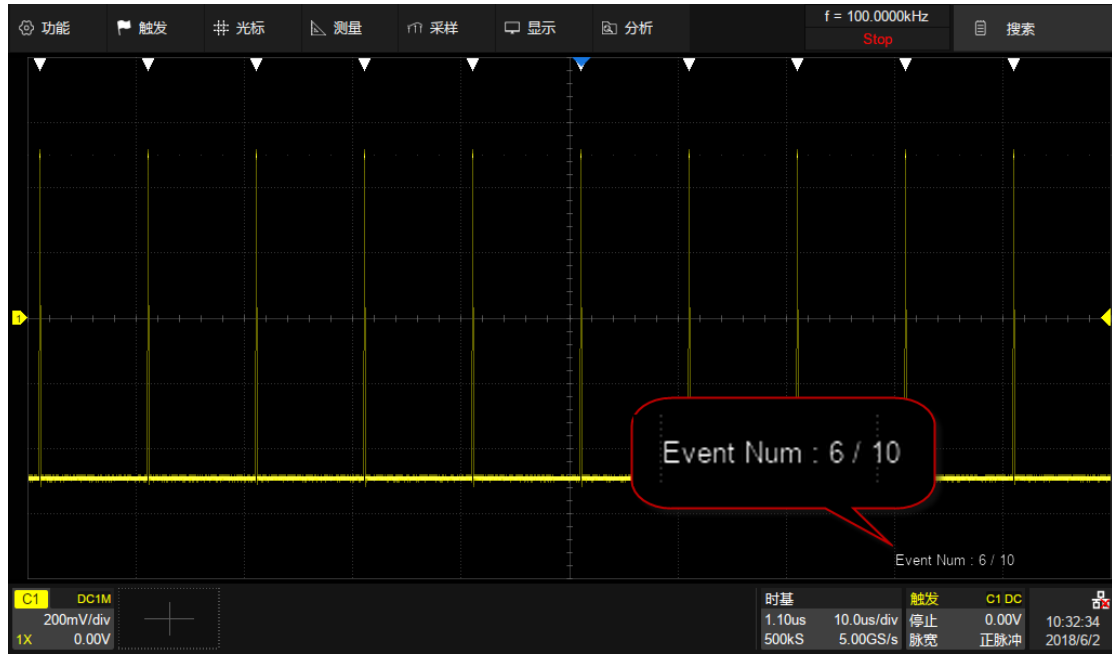 功能 触发 光标 测量 采样 显示 分析 f = 100.0000kHz 搜索
Stop
1
Event Num : 6 / 10
Event Num : 6 / 10
C1 DC1M
200mV/div
1X 0.00V
时基
1.10us 10.0us/div
500kS 5.00GS/s
触发 C1 DC
停止 0.00V
脉宽 正脉冲
10:32:34
2018/6/2